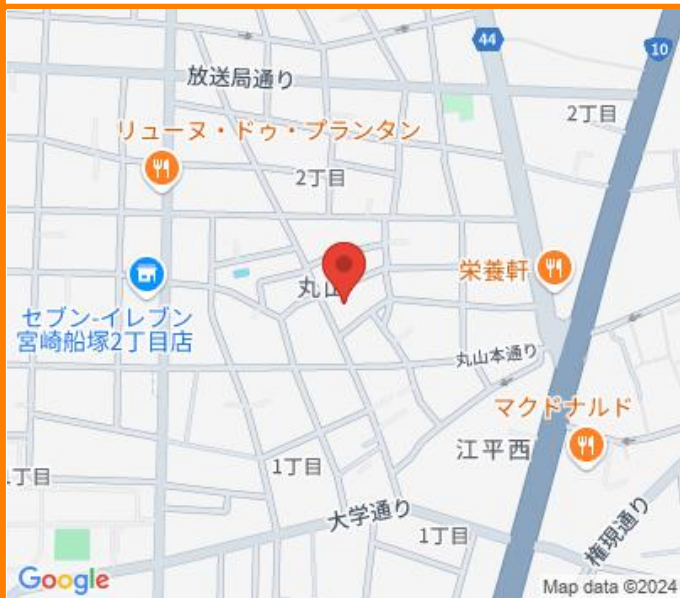 44
10
放送局通り
2丁目
リューヌ・ドゥ・プランタン
2丁目
栄養軒
丸山
セブン-イレブン
宮崎船塚2丁目店
丸山本通り
マクドナルド
江平西
1丁目
1丁目
大学通り
1丁目
権現通り
Google
Map data ©2024